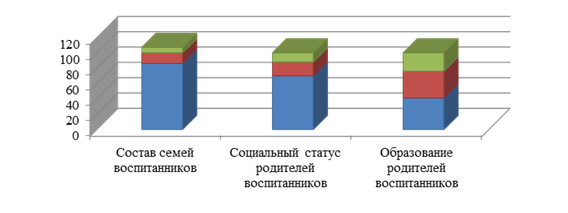 120
100
80
60
40
20
0
Состав семей
воспитанников
Социальный статус
родителей
воспитанников
Образование
родителей
воспитанников